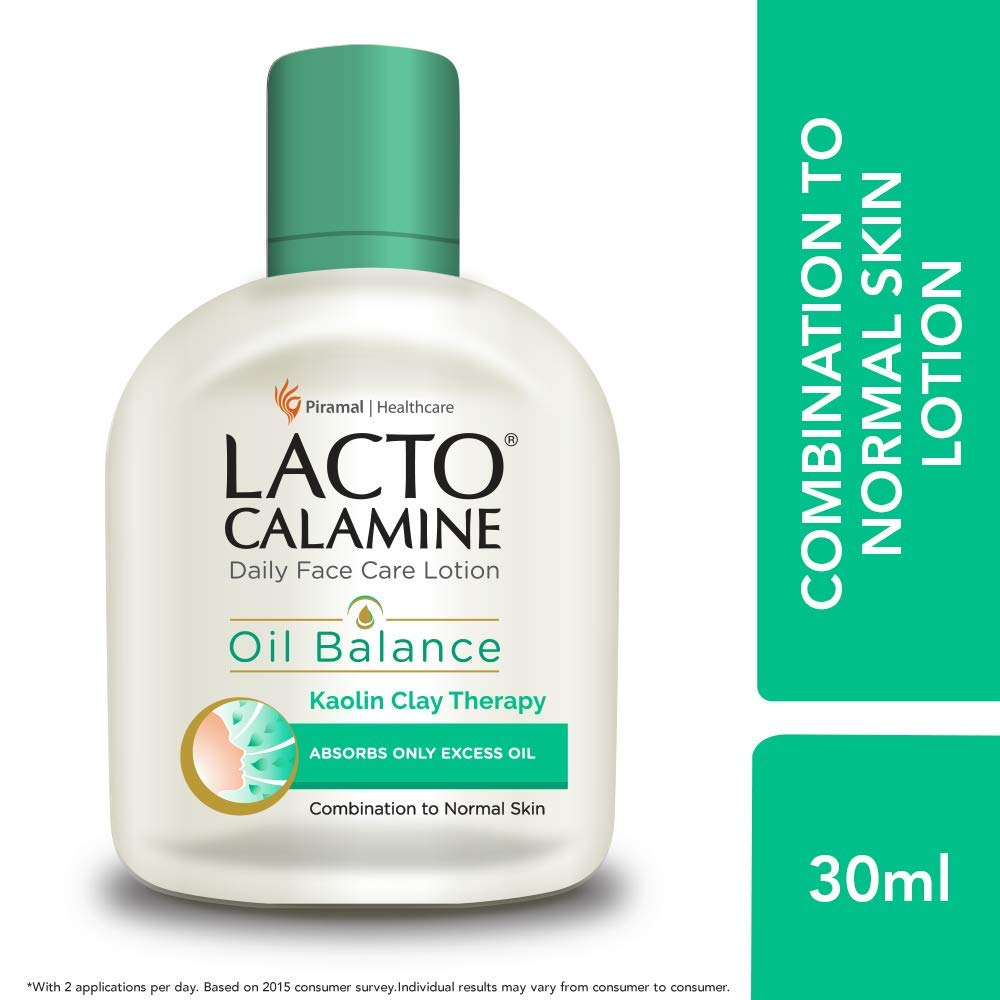 Piramal | Healthcare
LACTO®
CALAMINE
Daily Face Care Lotion
Oil Balance
Kaolin Clay Therapy
ABSORBS ONLY EXCESS OIL
Combination to Normal Skin
COMBINATION TO
NORMAL SKIN
LOTION
30ml
*With 2 applications per day. Based on 2015 consumer survey.Individual results may vary from consumer to consumer.